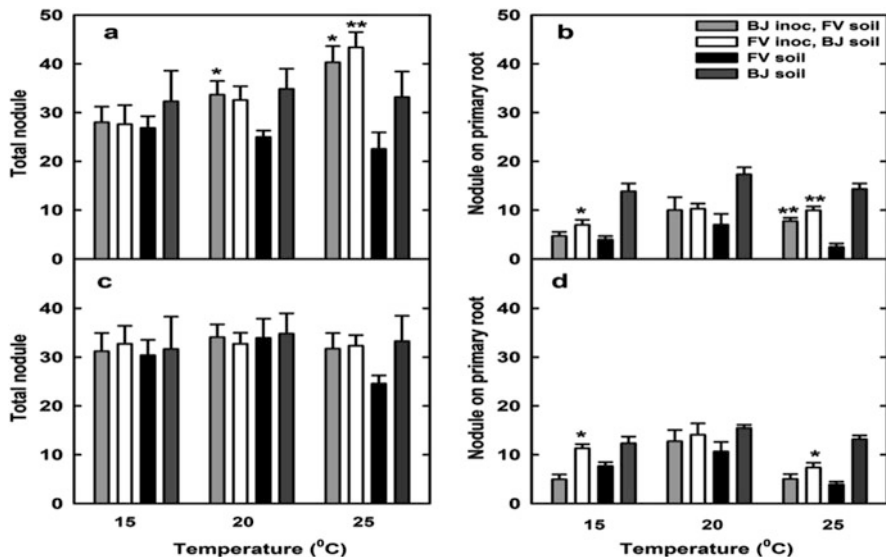 a
Total nodule
40
30
20
10
0
*
*
**
b
BJ inoc, FV soil
FV inoc, BJ soil
FV soil
BJ soil
Nodule on primary root
40
30
20
10
0
*
**
**
c
Total nodule
40
30
20
10
0
15
20
25
Temperature (⁰C)
d
Nodule on primary root
40
30
20
10
0
*
*
15
20
25
Temperature (⁰C)